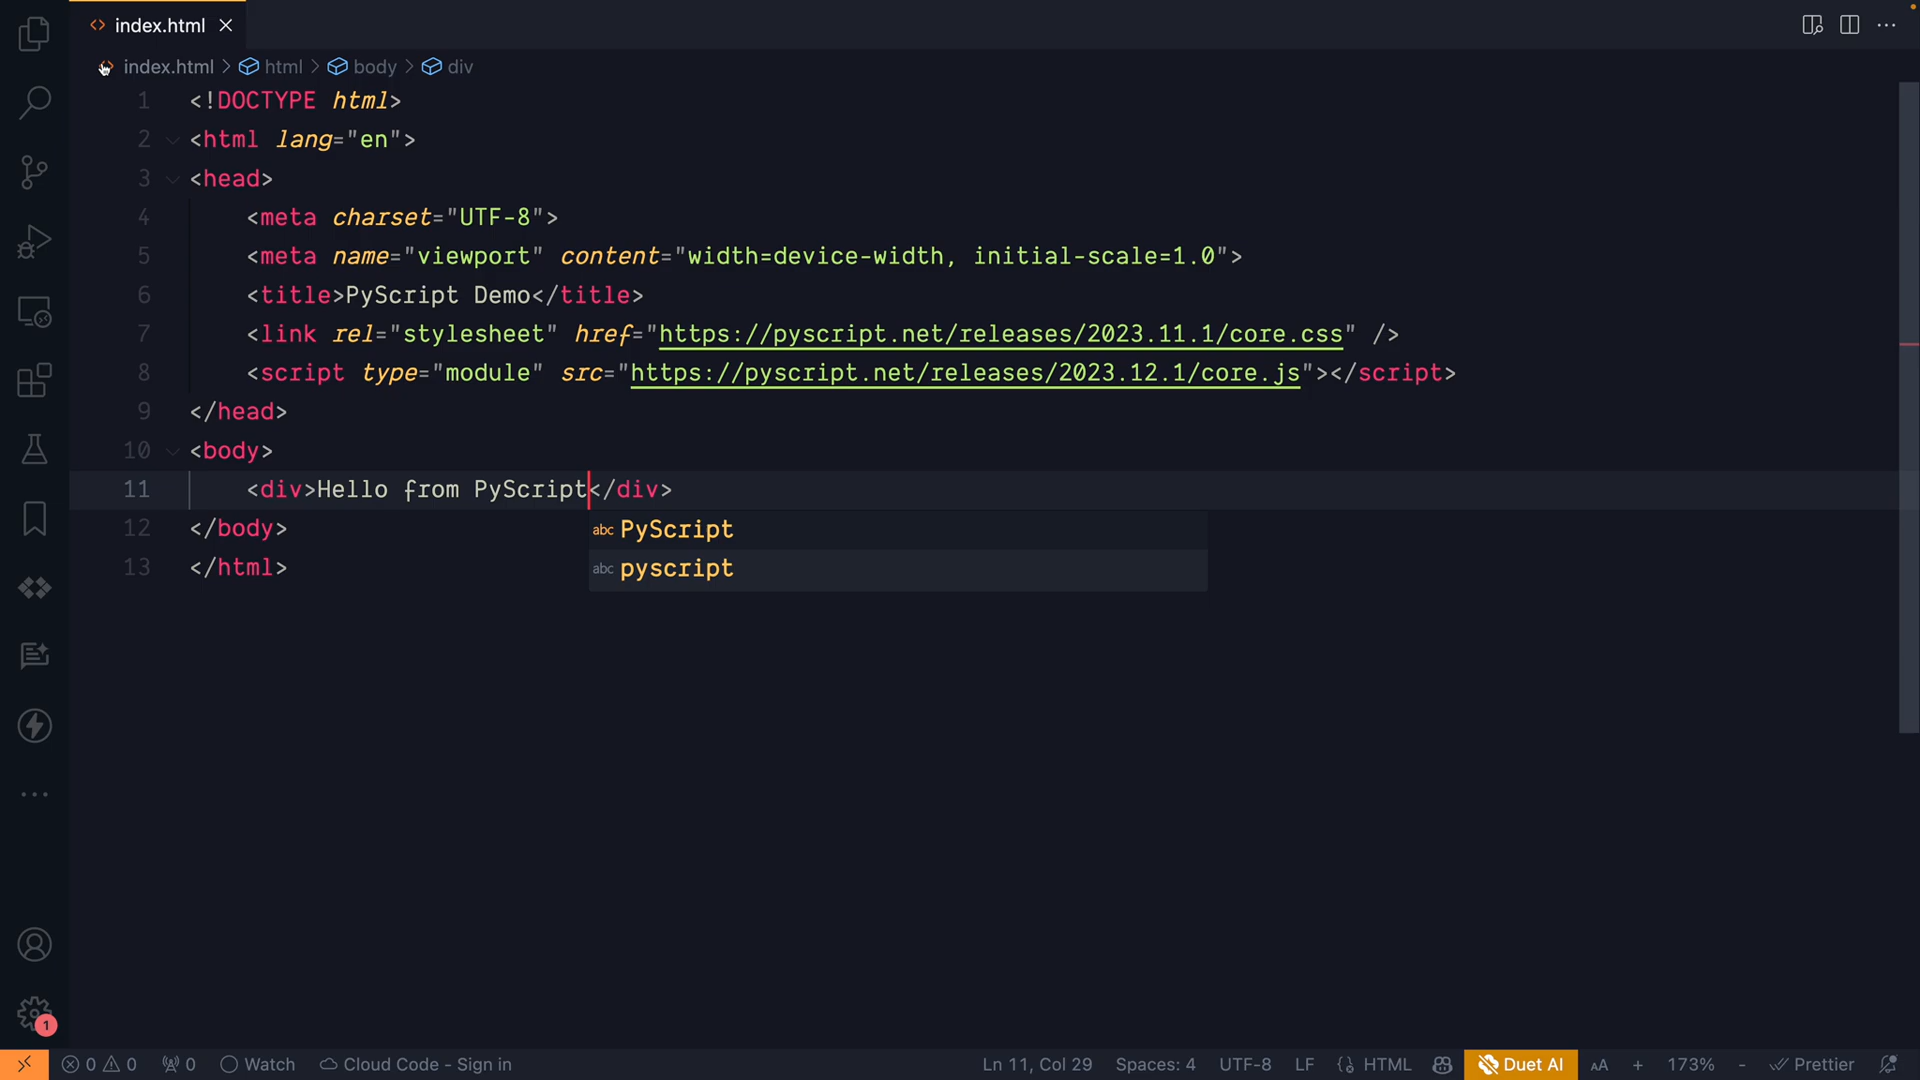 index.html
index.html > html > body > div
1 <!DOCTYPE html>
2 <html lang="en">
3 <head>
4 <meta charset="UTF-8">
5 <meta name="viewport" content="width=device-width, initial-scale=1.0">
6 <title>PyScript Demo</title>
7 <link rel="stylesheet" href="https://pyscript.net/releases/2023.11.1/core.css" />
8 <script type="module" src="https://pyscript.net/releases/2023.12.1/core.js"></script>
9 </head>
10 <body>
11 <div>Hello from PyScript</div>
12 </body>
abc PyScript
13 </html>
abc pyscript
1
0 0 0 Watch Cloud Code - Sign in Ln 11, Col 29 Spaces: 4 UTF-8 LF {} HTML Duet AI AA + 173% - Prettier